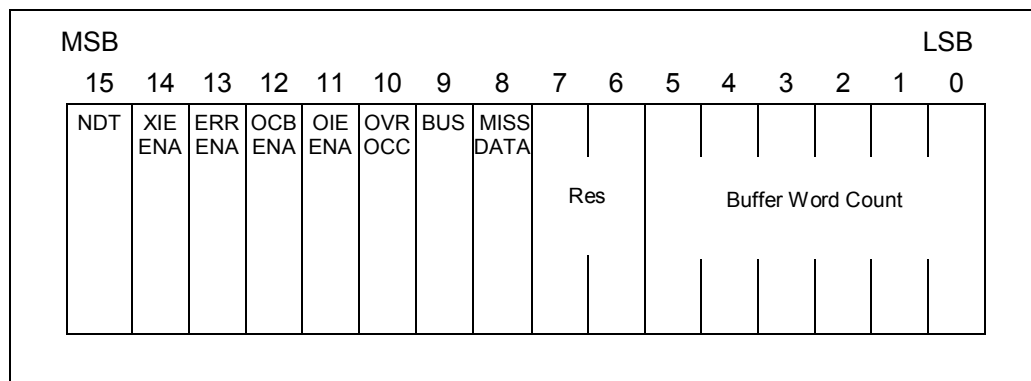 MSB LSB
15 14 13 12 11 10 9 8 7 6 5 4 3 2 1 0
NDT XIE ERR OCB OIE OVR BUS MISS
ENA ENA ENA ENA OCC DATA
Res Buffer Word Count